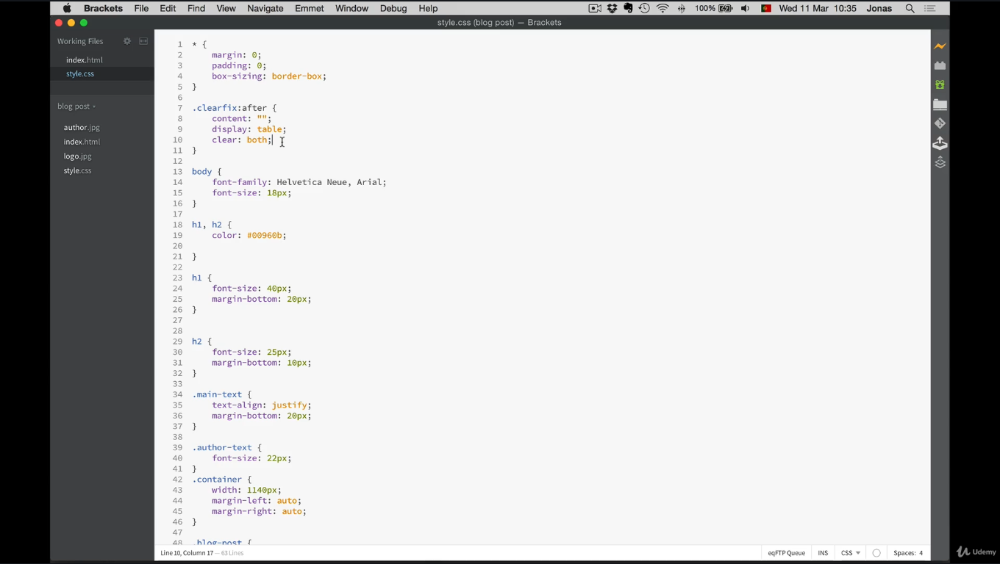 Brackets File Edit Find View Navigate Emmet Window Debug Help 100% Wed 11 Mar 10:35 Jonas
style.css (blog post) — Brackets
Working Files
index.html
style.css
blog post
author.jpg
index.html
logo.jpg
style.css
1 * {
2 margin: 0;
3 padding: 0;
4 box-sizing: border-box;
5 }
6
7 .clearfix:after {
8 content: "";
9 display: table;
10 clear: both;
11 }
12
13 body {
14 font-family: Helvetica Neue, Arial;
15 font-size: 18px;
16 }
17
18 h1, h2 {
19 color: #00960b;
20
21 }
22
23 h1 {
24 font-size: 40px;
25 margin-bottom: 20px;
26 }
27
28
29 h2 {
30 font-size: 25px;
31 margin-bottom: 10px;
32 }
33
34 .main-text {
35 text-align: justify;
36 margin-bottom: 20px;
37 }
38
39 .author-text {
40 font-size: 22px;
41 }
42 .container {
43 width: 1140px;
44 margin-left: auto;
45 margin-right: auto;
46 }
47
48 .blog-post {
Line 10, Column 17 — 63 Lines
eqFTP Queue INS CSS Spaces: 4
Udemy